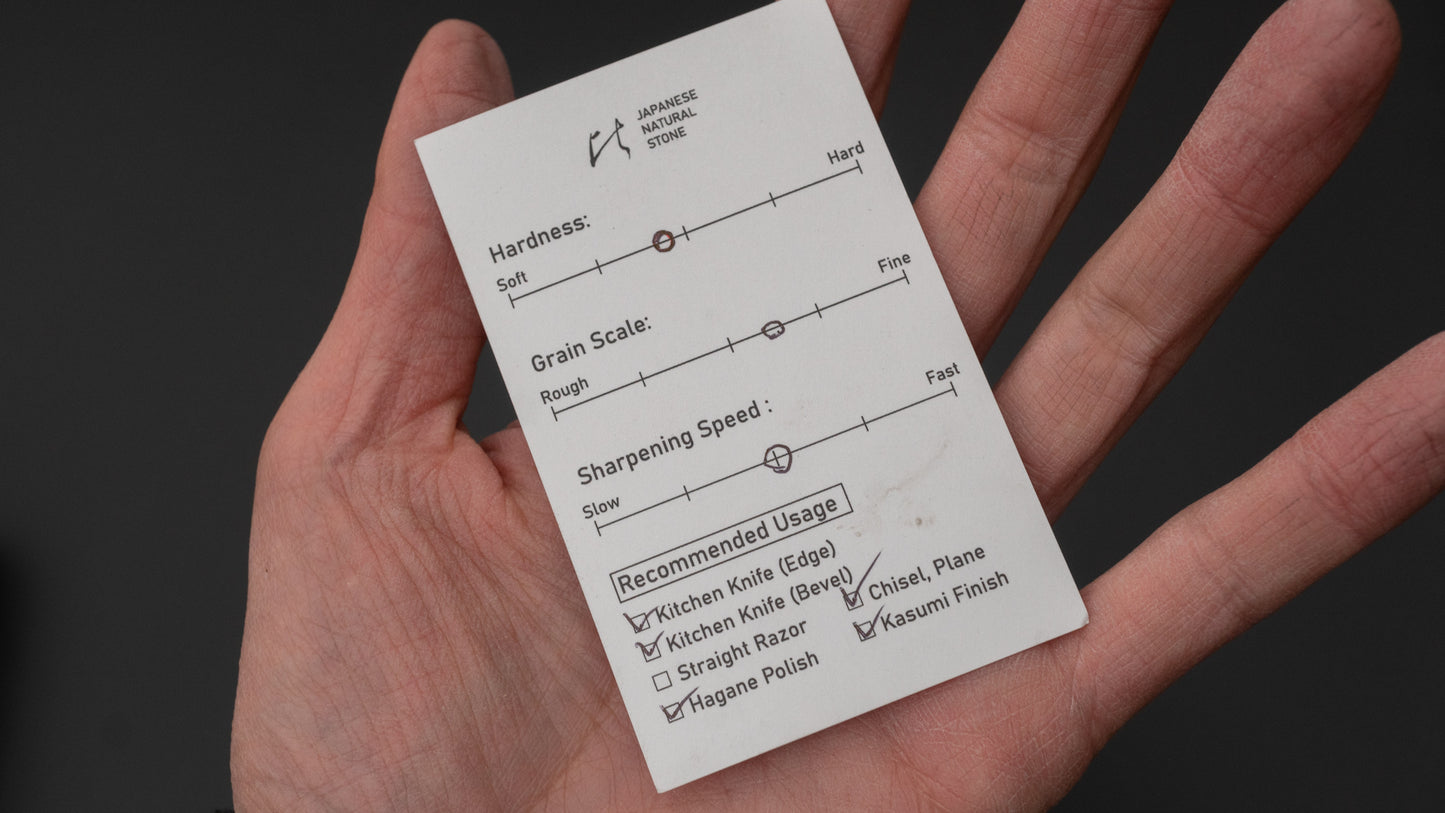 JAPANESE
NATURAL
STONE
Hardness:
Soft Hard
Grain Scale:
Rough Fine
Sharpening Speed :
Slow Fast
Recommended Usage
Kitchen Knife (Edge)
Kitchen Knife (Bevel)
Straight Razor
Hagane Polish
Chisel, Plane
Kasumi Finish